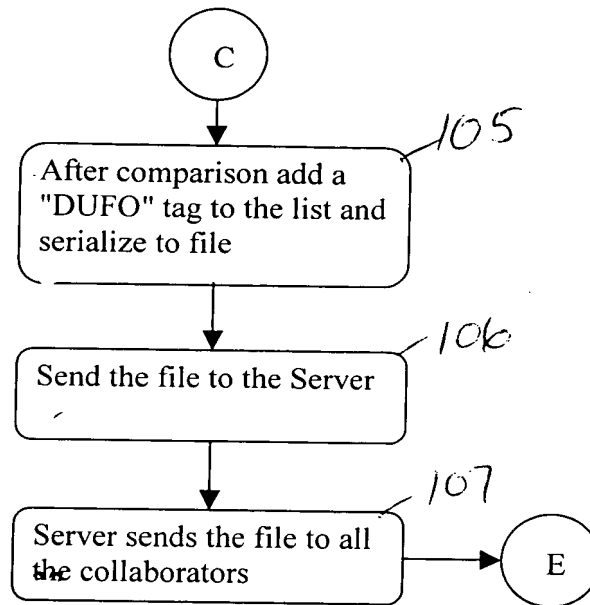 C
105
After comparison add a
"DUFO" tag to the list and
serialize to file
106
Send the file to the Server
107
Server sends the file to all
the collaborators
E